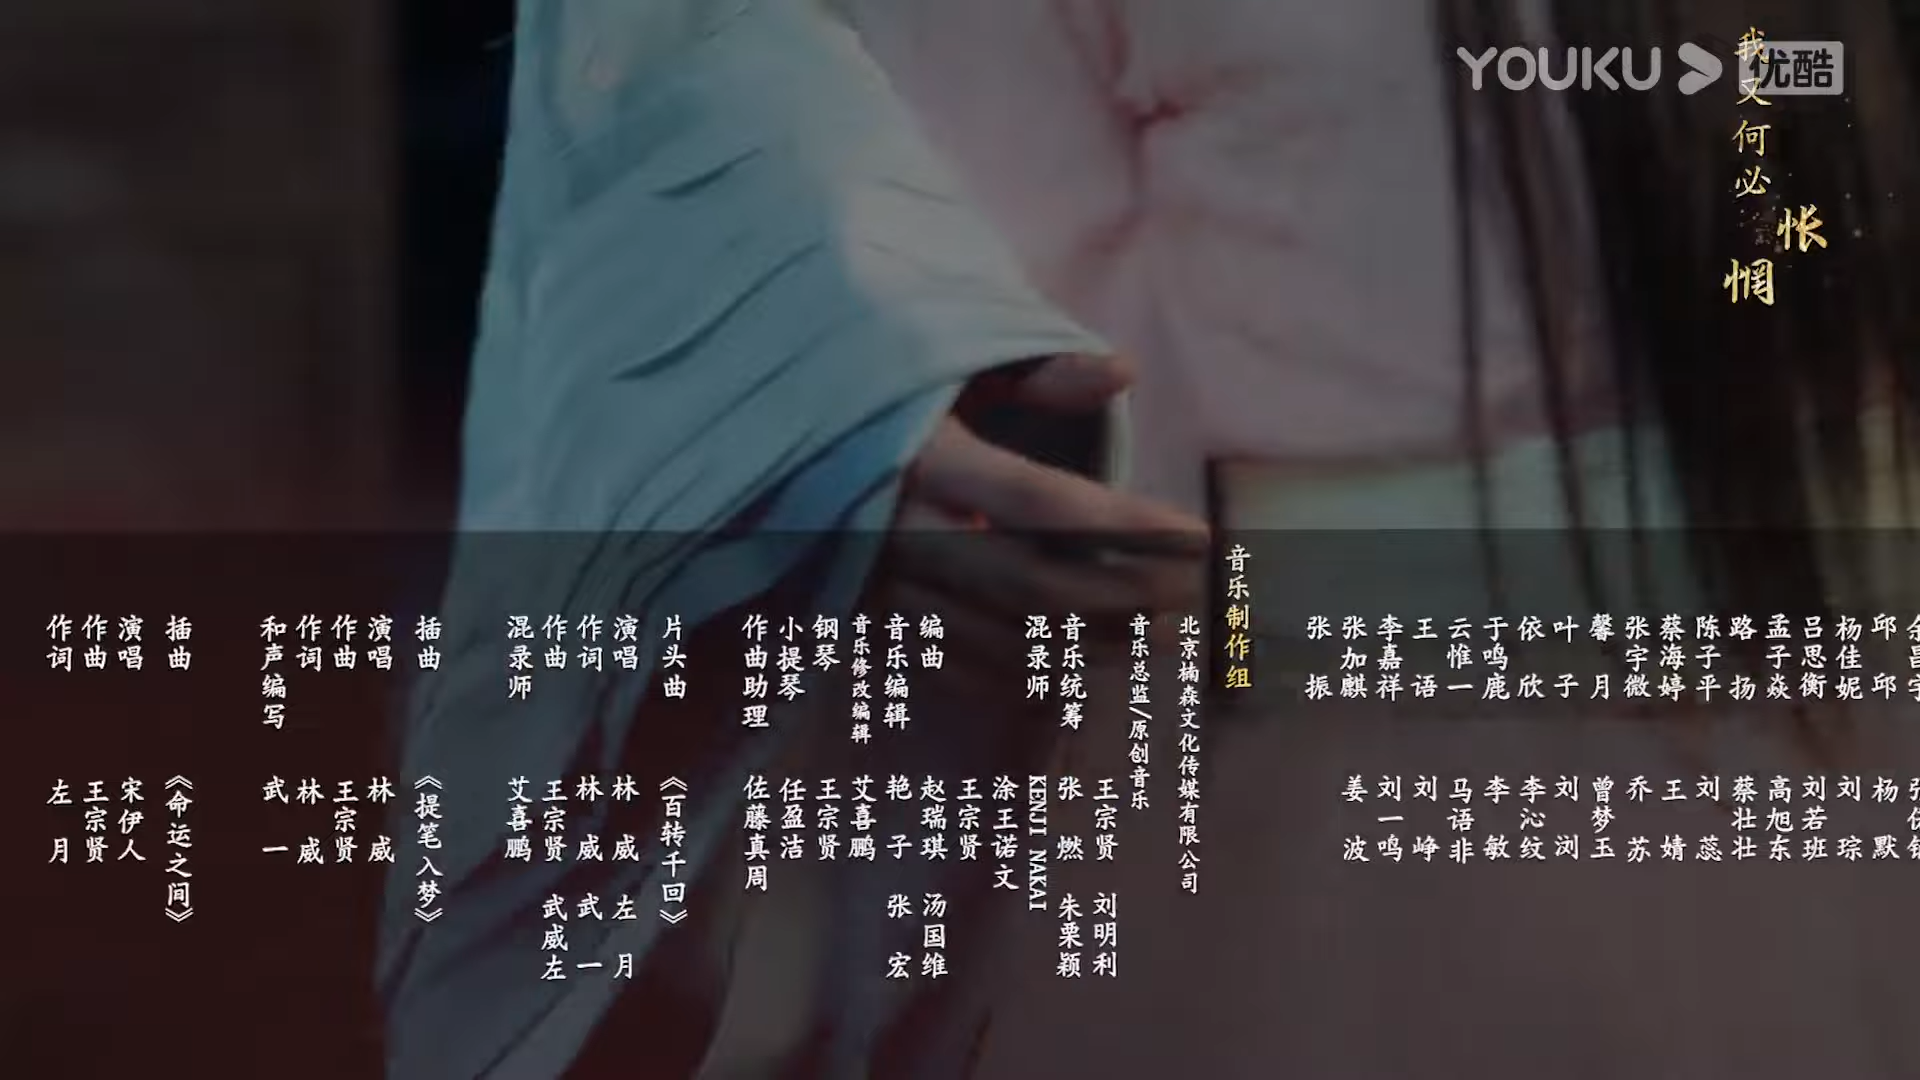 YOUKU 优酷
我又何必
怅
惘
邱邱 杨默
杨佳妮 刘琮
吕思衡 刘若班
孟子焱 高旭东
路扬 蔡壮壮
陈子平 刘蕊
蔡海婷 王婧
张宇微 乔苏
馨月 曾梦玉
叶子 刘浏
依欣 李沁纹
于鸣鹿 李敏
云惟一 马语非
王语 刘峥
李嘉祥 刘一鸣
张加麒 姜波
张振
音乐制作组
北京楠森文化传媒有限公司
音乐总监/原创音乐 王宗贤 刘明利
音乐统筹 张燃 朱栗颖
混录师 KENJI NAKAI
涂王诺文
王宗贤
编曲 赵瑞琪 汤国维
音乐编辑 艳子 张宏
音乐修改编辑 艾喜鹏
钢琴 王宗贤
小提琴 任盈洁
作曲助理 佐藤真周
片头曲 《百转千回》
演唱 林威 左月
作词 林威 武一
作曲 王宗贤 武威左
混录师 艾喜鹏
插曲 《提笔入梦》
演唱 林威
作曲 王宗贤
作词 林威
和声编写 武一
插曲 《命运之间》
演唱 宋伊人
作曲 王宗贤
作词 左月